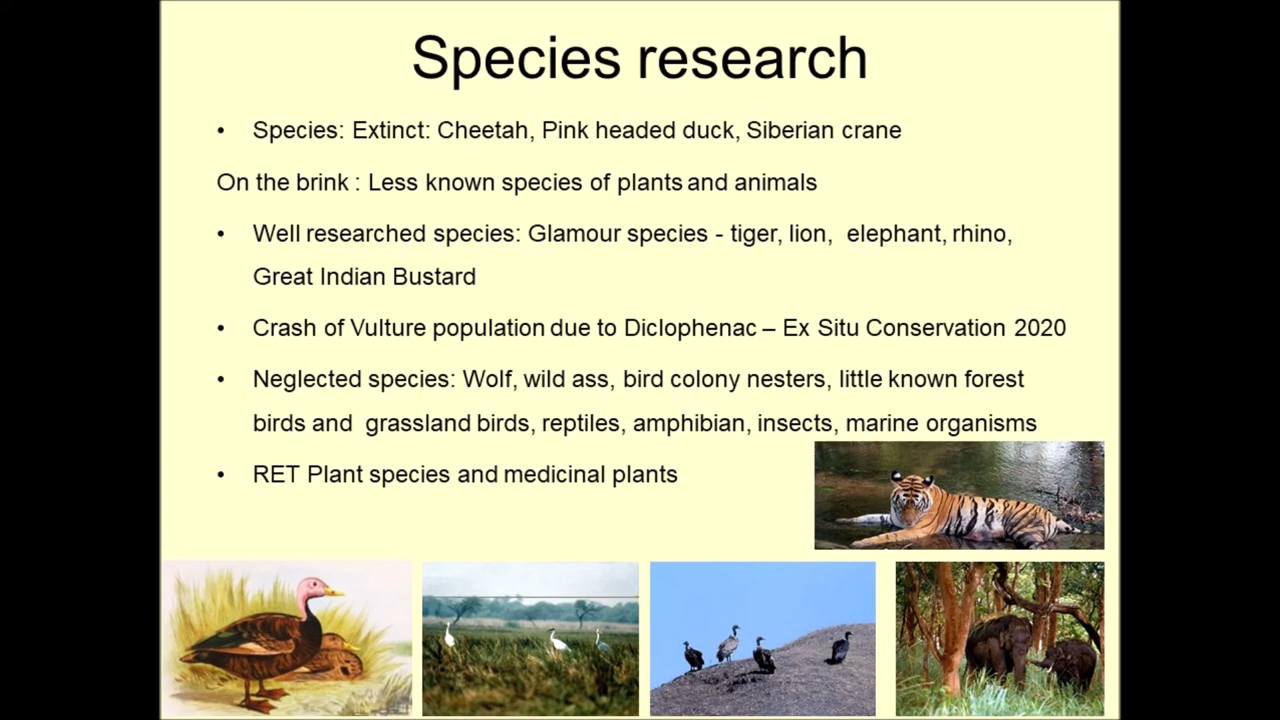 Species research
• Species: Extinct: Cheetah, Pink headed duck, Siberian crane
On the brink : Less known species of plants and animals
• Well researched species: Glamour species - tiger, lion, elephant, rhino,
Great Indian Bustard
• Crash of Vulture population due to Diclophenac – Ex Situ Conservation 2020
• Neglected species: Wolf, wild ass, bird colony nesters, little known forest
birds and grassland birds, reptiles, amphibian, insects, marine organisms
• RET Plant species and medicinal plants